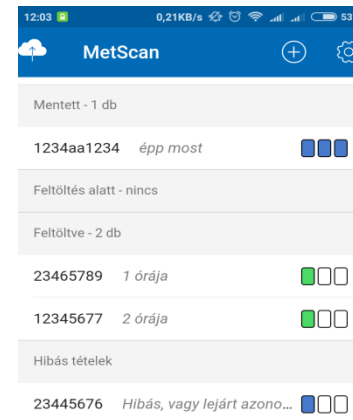 12:03 0,21KB/s 53
MetScan
Mentett - 1 db
1234aa1234 épp most
Feltöltés alatt - nincs
Feltöltve - 2 db
23465789 1 órája
12345677 2 órája
Hibás tételek
23445676 Hibás, vagy lejárt azono...